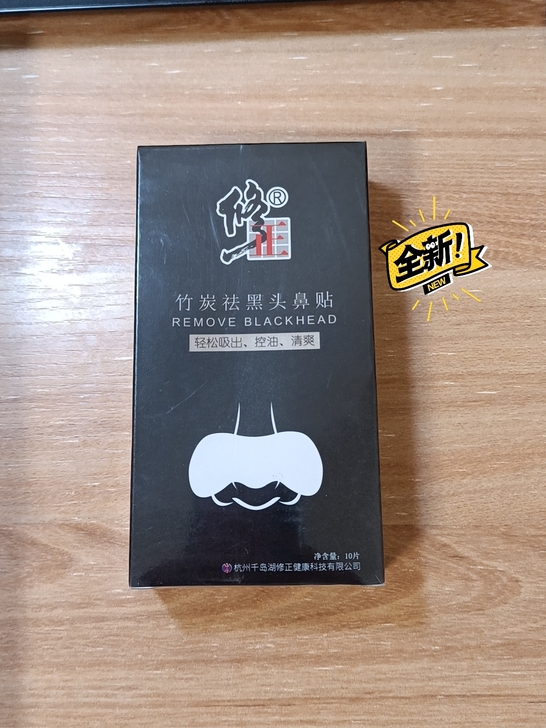 修正®
竹炭祛黑头鼻贴
REMOVE BLACKHEAD
轻松吸出、控油、清爽
净含量：10片
杭州千岛湖修正健康科技有限公司
全新！
NEW